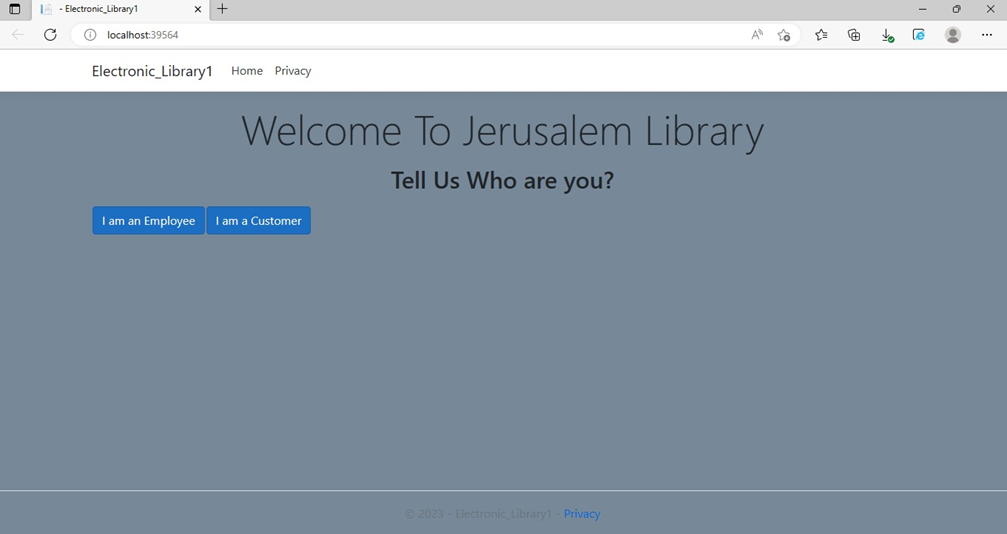 - Electronic_Library1
localhost:39564
Electronic_Library1 Home Privacy
Welcome To Jerusalem Library
Tell Us Who are you?
I am an Employee I am a Customer
© 2023 - Electronic_Library1 - Privacy